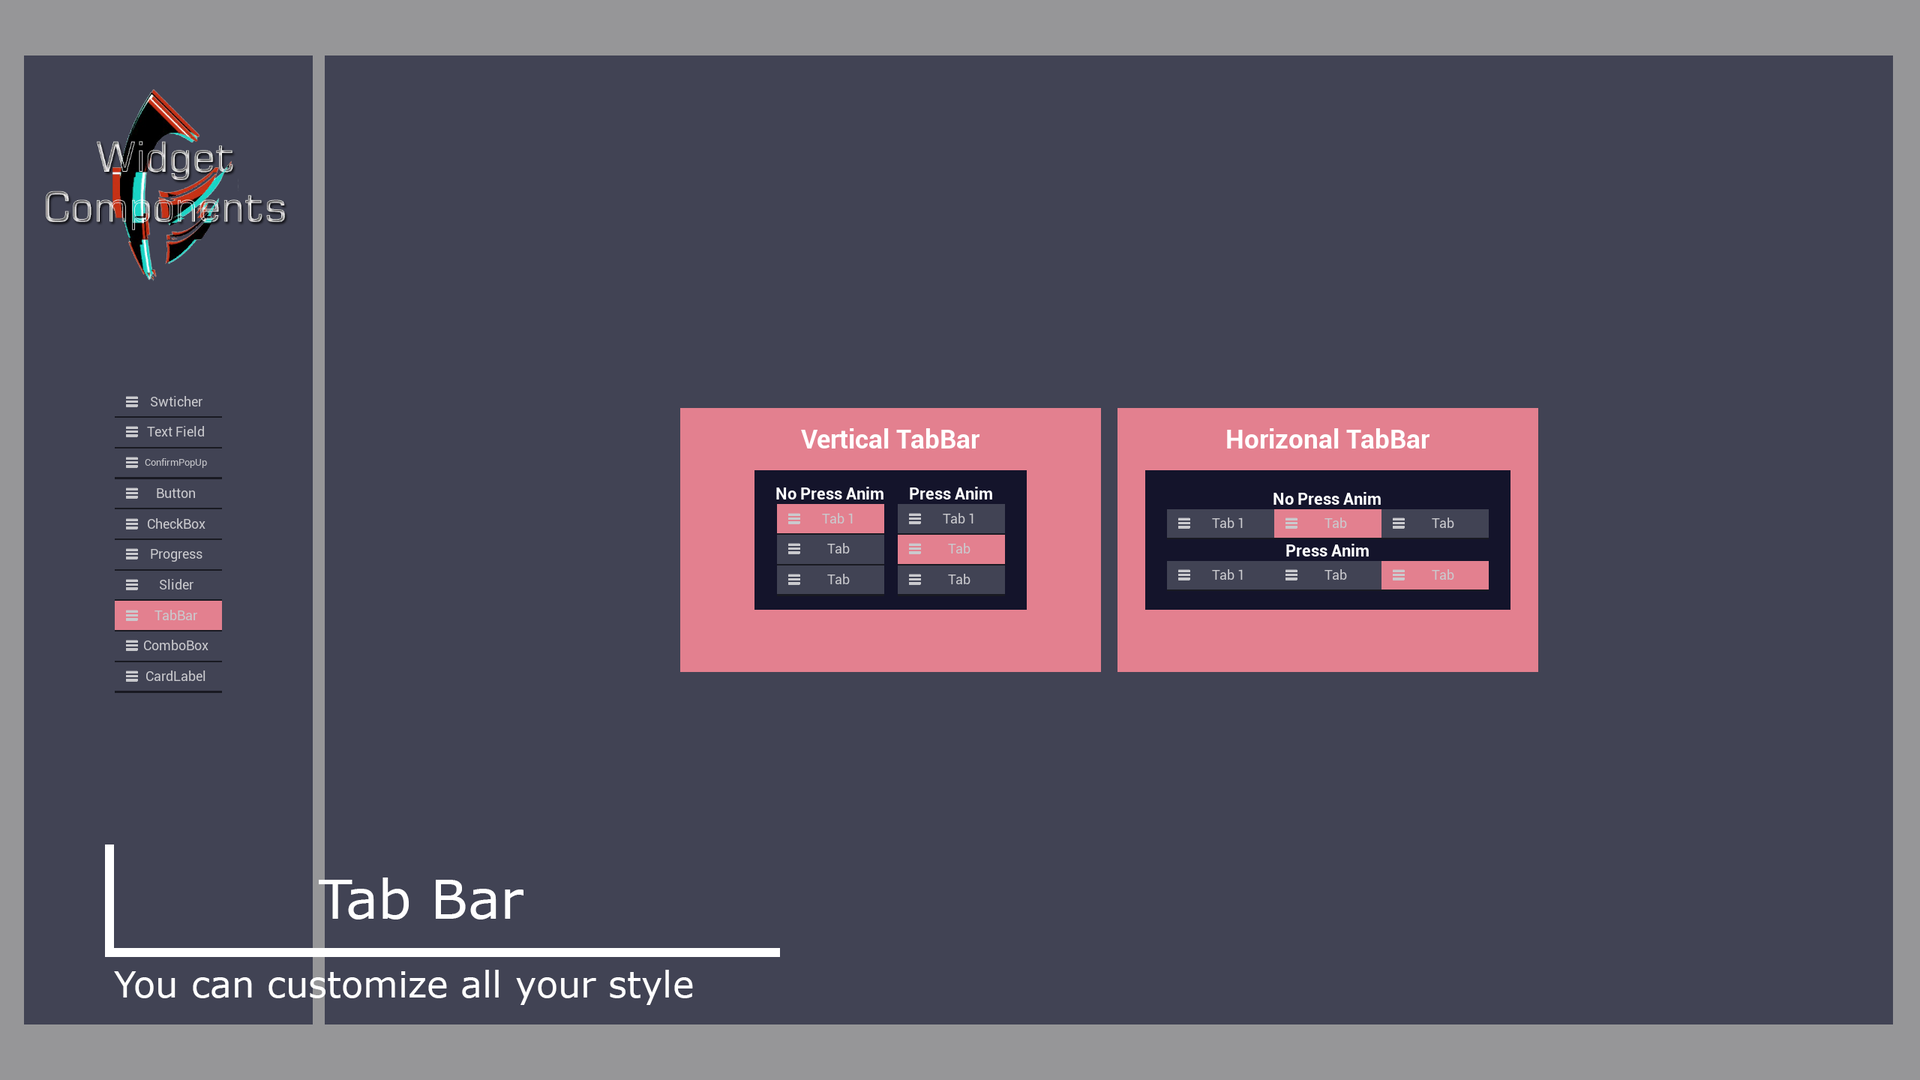 Widget
Components
Swticher
Text Field
ConfirmPopUp
Button
CheckBox
Progress
Slider
TabBar
ComboBox
CardLabel
Vertical TabBar
No Press Anim
Tab 1
Tab
Tab
Press Anim
Tab 1
Tab
Tab
Horizonal TabBar
No Press Anim
Tab 1 Tab Tab
Press Anim
Tab 1 Tab Tab
Tab Bar
You can customize all your style